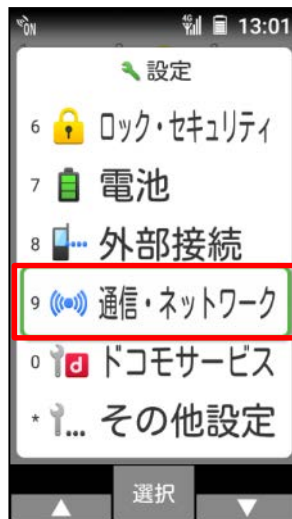 ON 4G 13:01
設定
6 ロック・セキュリティ
7 電池
8 外部接続
9 通信・ネットワーク
0 d ドコモサービス
* その他設定
選択